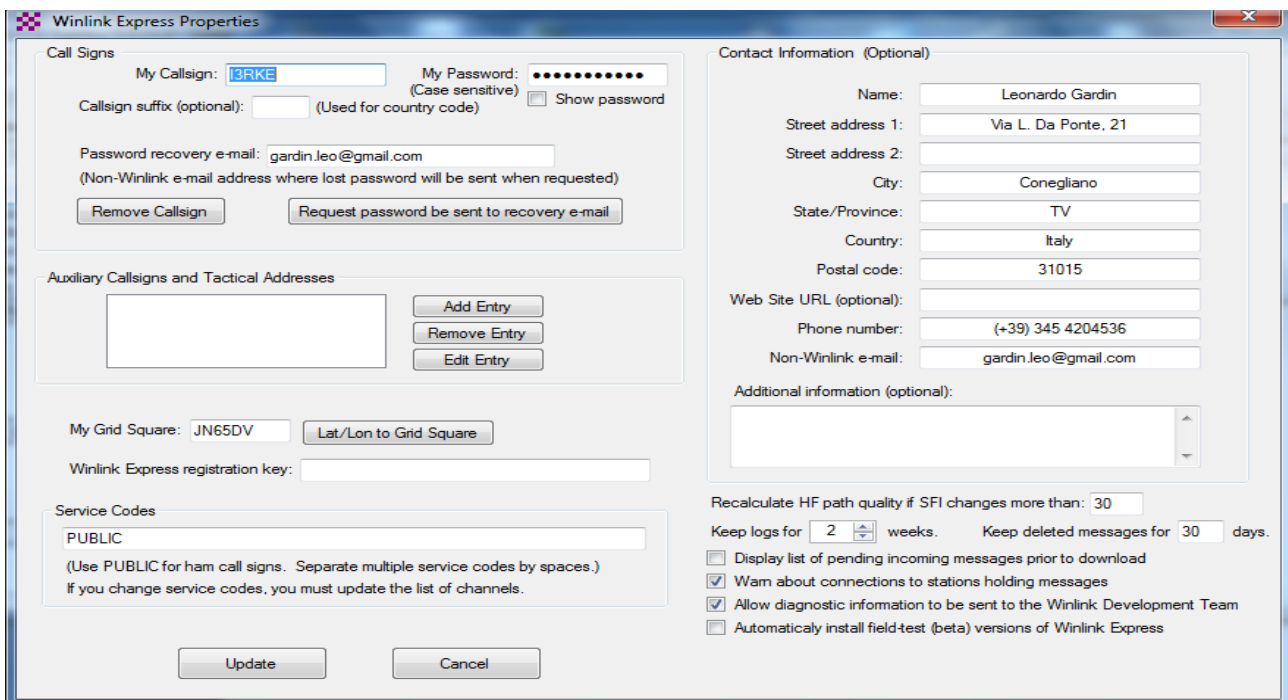 Winlink Express Properties
Call Signs
My Callsign: I3RKE
My Password: ●●●●●●●●●●●
(Case sensitive)
Show password
Callsign suffix (optional):
(Used for country code)
Password recovery e-mail: gardin.leo@gmail.com
(Non-Winlink e-mail address where lost password will be sent when requested)
Remove Callsign
Request password be sent to recovery e-mail
Auxiliary Callsigns and Tactical Addresses
Add Entry
Remove Entry
Edit Entry
My Grid Square: JN65DV
Lat/Lon to Grid Square
Winlink Express registration key:
Service Codes
PUBLIC
(Use PUBLIC for ham call signs. Separate multiple service codes by spaces.)
If you change service codes, you must update the list of channels.
Update
Cancel
Contact Information (Optional)
Name: Leonardo Gardin
Street address 1: Via L. Da Ponte, 21
Street address 2:
City: Conegliano
State/Province: TV
Country: Italy
Postal code: 31015
Web Site URL (optional):
Phone number: (+39) 345 4204536
Non-Winlink e-mail: gardin.leo@gmail.com
Additional information (optional):
Recalculate HF path quality if SFI changes more than: 30
Keep logs for 2 weeks. Keep deleted messages for 30 days.
Display list of pending incoming messages prior to download
Warn about connections to stations holding messages
Allow diagnostic information to be sent to the Winlink Development Team
Automaticaly install field-test (beta) versions of Winlink Express